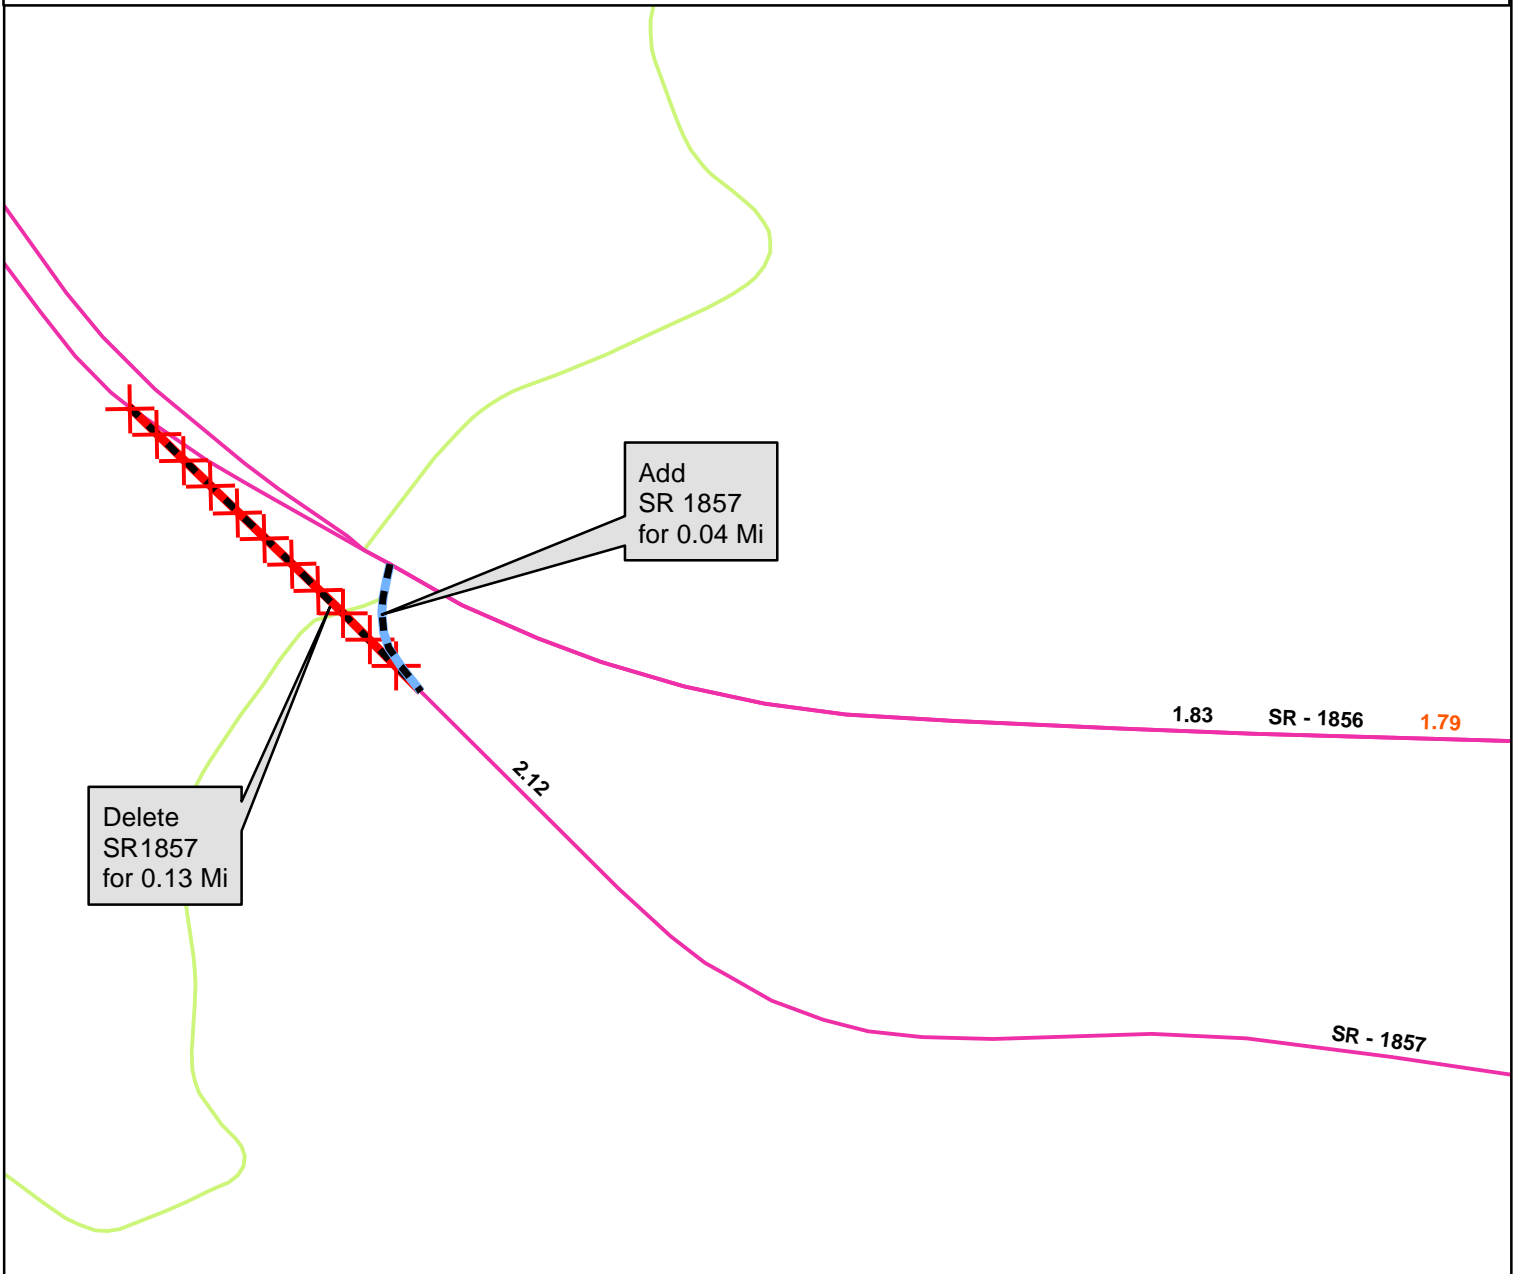 Add
SR 1857
for 0.04 Mi
1.83 SR - 1856 1.79
2.12
Delete
SR1857
for 0.13 Mi
SR - 1857